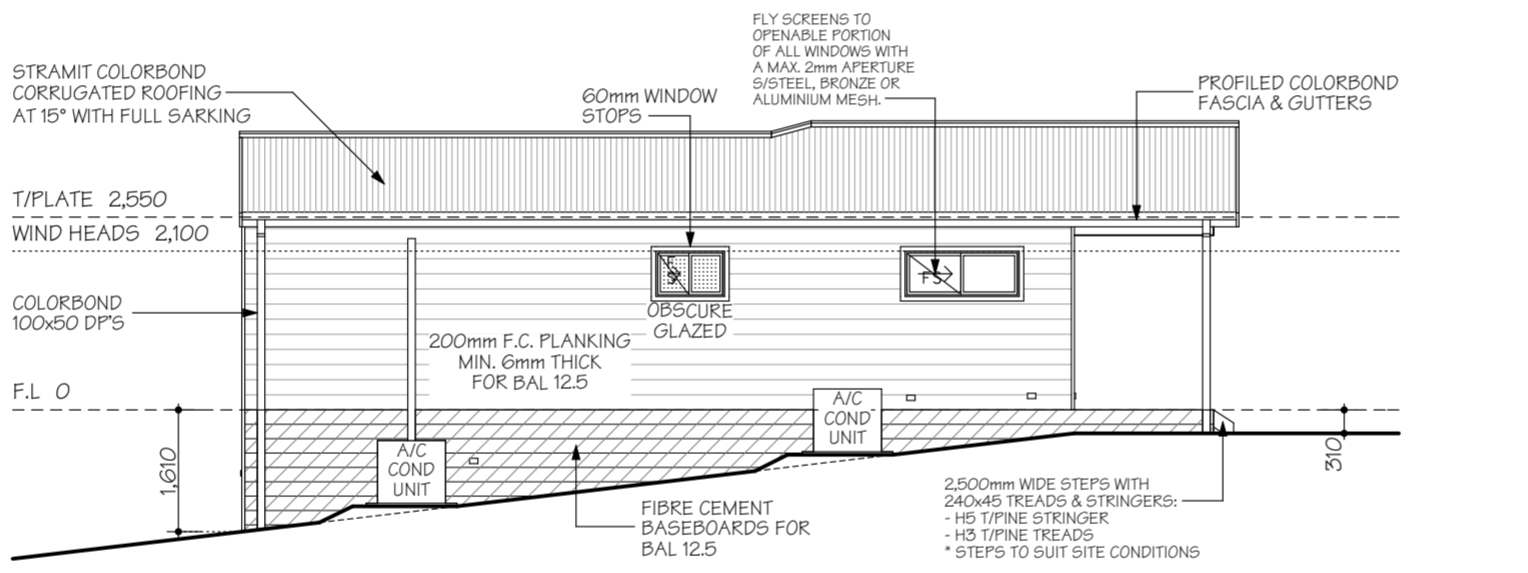 FLY SCREENS TO
OPENABLE PORTION
OF ALL WINDOWS WITH
A MAX. 2mm APERTURE
S/STEEL, BRONZE OR
ALUMINIUM MESH.
STRAMIT COLORBOND
CORRUGATED ROOFING
AT 15° WITH FULL SARKING
60mm WINDOW
STOPS
PROFILED COLORBOND
FASCIA & GUTTERS
T/PLATE 2,550
WIND HEADS 2,100
FS
FS
COLORBOND
100x50 DP'S
OBSCURE
GLAZED
200mm F.C. PLANKING
MIN. 6mm THICK
FOR BAL 12.5
F.L 0
A/C
COND
UNIT
A/C
COND
UNIT
1,610
310
FIBRE CEMENT
BASEBOARDS FOR
BAL 12.5
2,500mm WIDE STEPS WITH
240x45 TREADS & STRINGERS:
- H5 T/PINE STRINGER
- H3 T/PINE TREADS
* STEPS TO SUIT SITE CONDITIONS